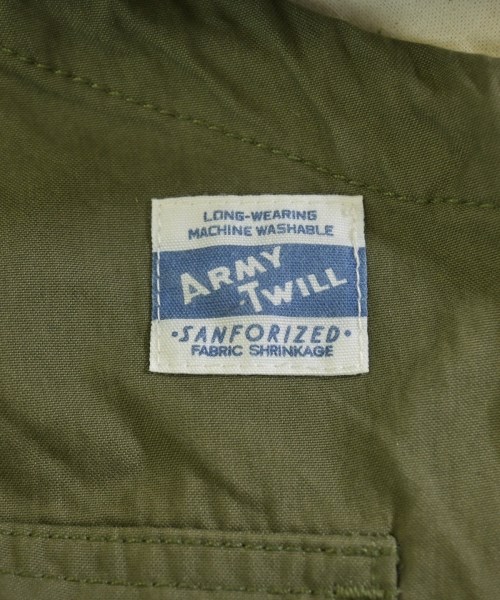 LONG-WEARING
MACHINE WASHABLE
ARMY
·TWILL
·SANFORIZED·
FABRIC SHRINKAGE